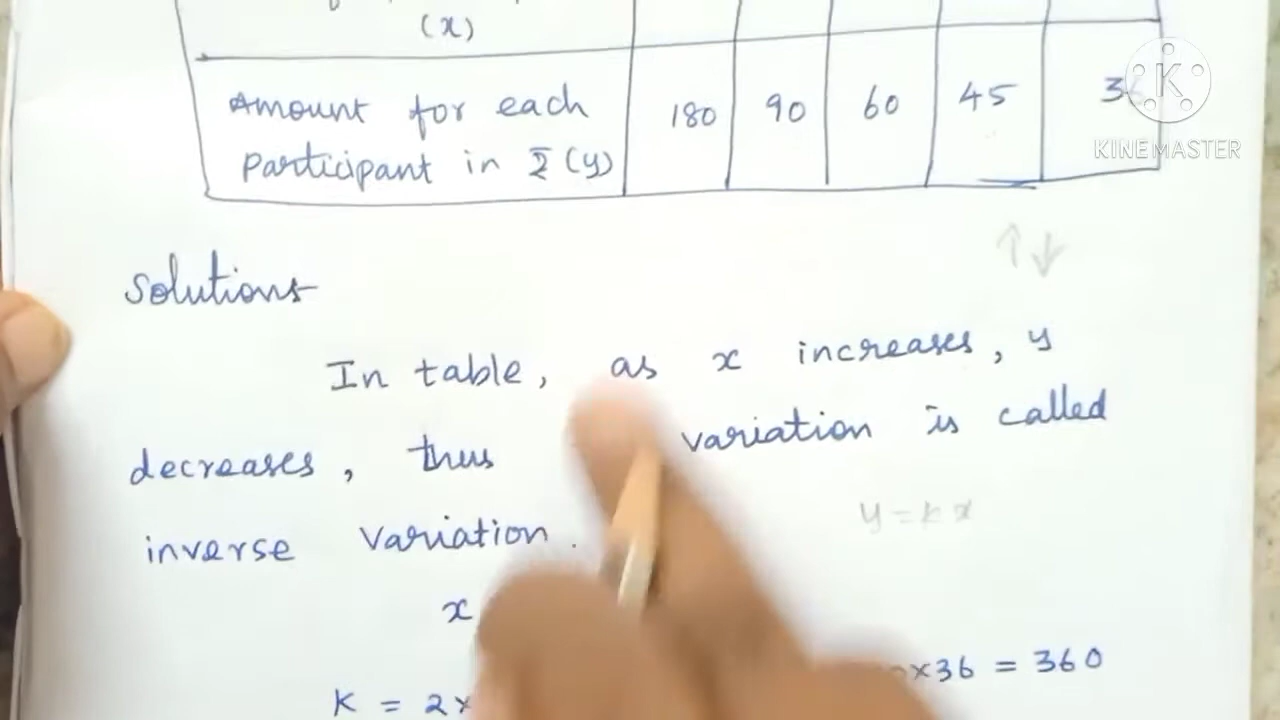 (x)
Amount for each 180 90 60 45
participant in ₹ (y)
KINEMASTER
Solutions
In table, as x increases, y
decreases, thus variation is called
inverse variation.
y = kx
x
×36 = 360
K = 2×